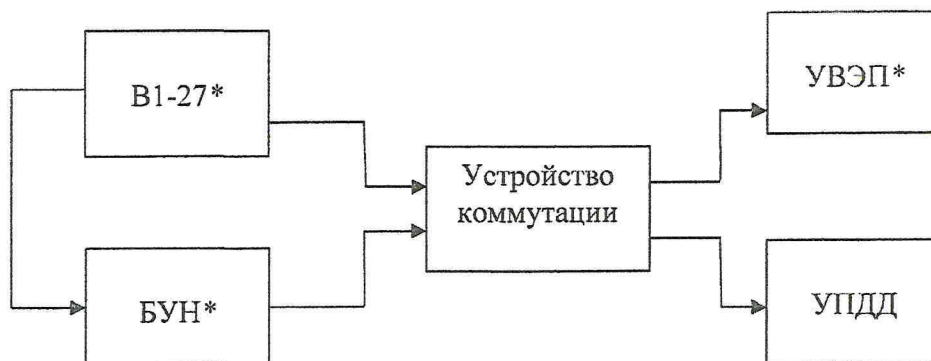 В1-27*
УВЭП*
Устройство
коммутации
БУН*
УПДД